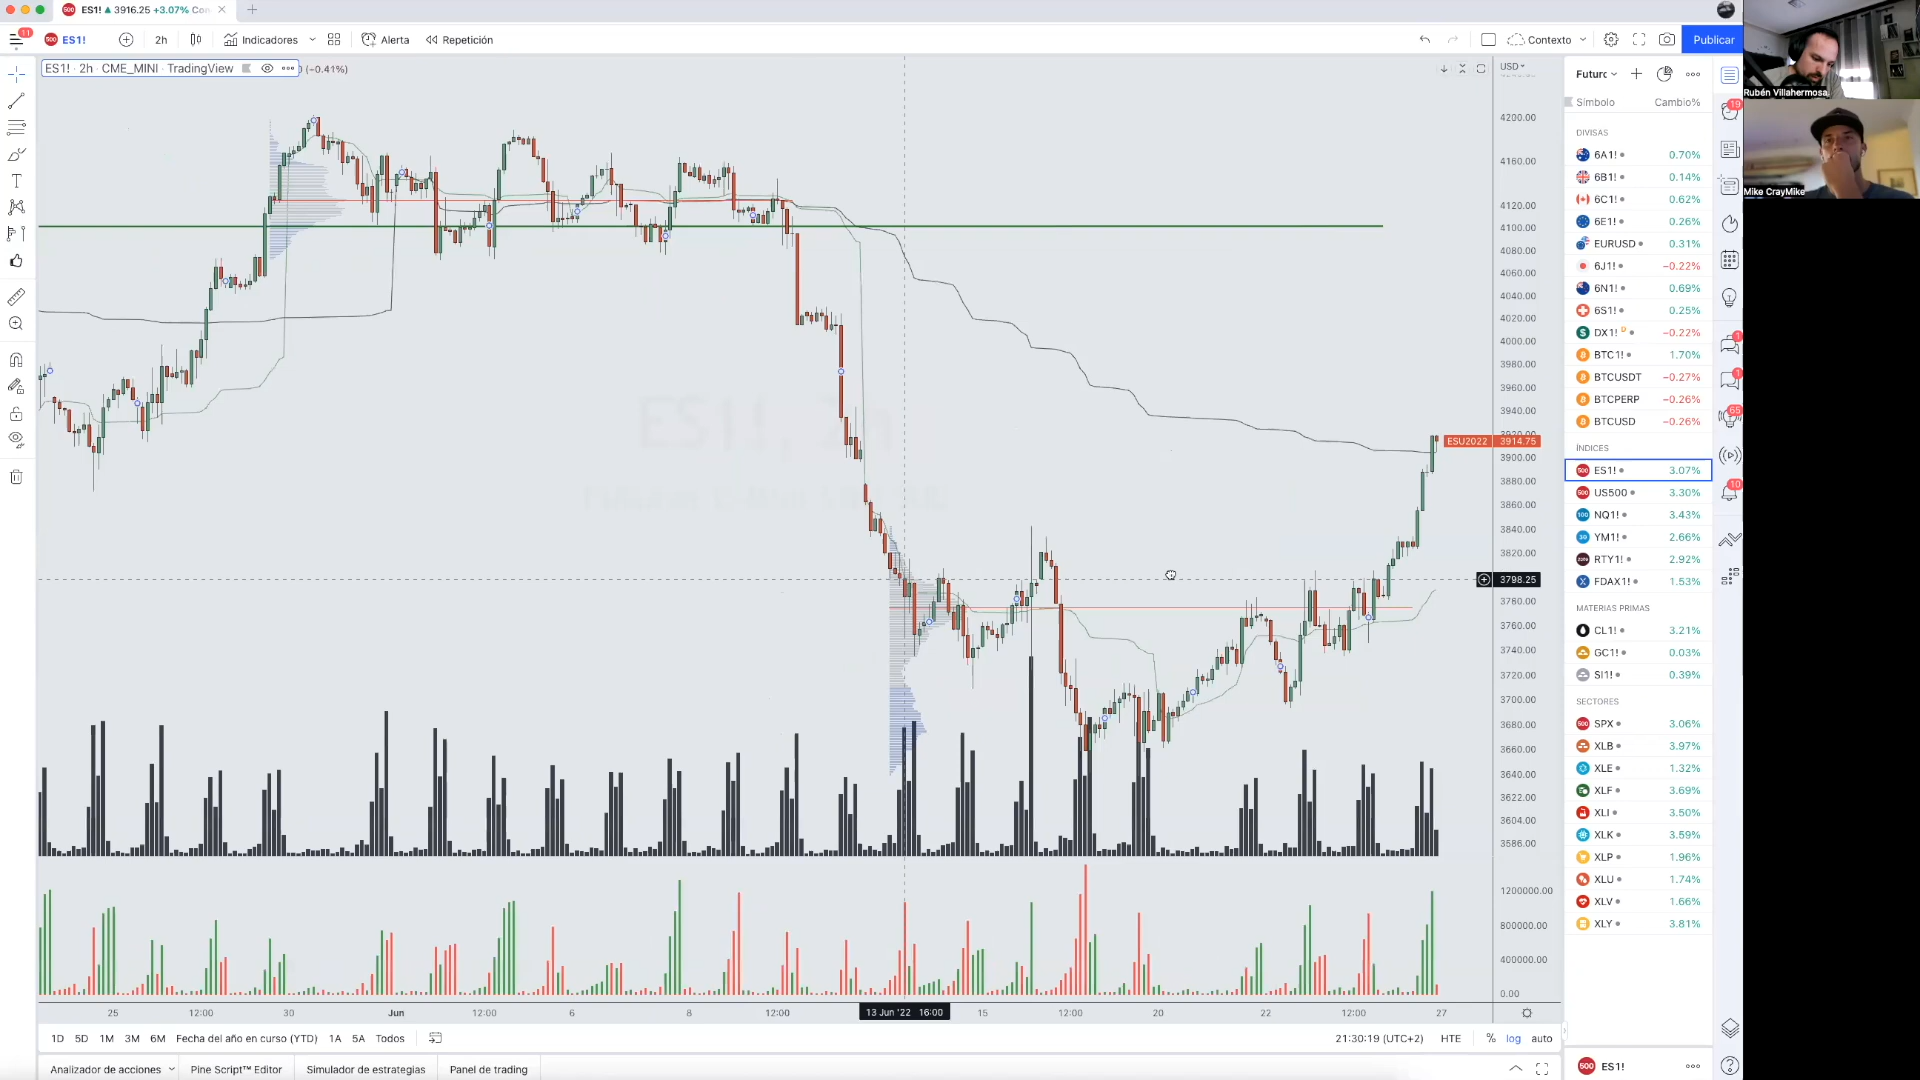 ES1! ▲ 3916.25 +3.07% Con
11
ES1!
2h
Indicadores
Alerta
Repetición
Contexto
Publicar
ES1! · 2h · CME_MINI · TradingView
(−0.41%)
USD
4200.00
4160.00
4120.00
4100.00
4080.00
4060.00
4040.00
4020.00
4000.00
3980.00
3960.00
3940.00
3920.00
ESU2022 3914.75
3900.00
3880.00
3860.00
3840.00
3820.00
3798.25
3780.00
3760.00
3740.00
3720.00
3700.00
3680.00
3660.00
3640.00
3622.00
3604.00
3586.00
1200000.00
800000.00
400000.00
0.00
25
12:00
30
Jun
12:00
6
8
12:00
13 Jun '22 16:00
15
12:00
20
22
12:00
27
1D 5D 1M 3M 6M Fecha del año en curso (YTD) 1A 5A Todos
21:30:19 (UTC+2) HTE % log auto
Analizador de acciones
Pine Script™ Editor
Simulador de estrategias
Panel de trading
Futurc
Símbolo Cambio%
DIVISAS
6A1! 0.70%
6B1! 0.14%
6C1! 0.62%
6E1! 0.26%
EURUSD 0.31%
6J1! −0.22%
6N1! 0.69%
6S1! 0.25%
DX1! D −0.22%
BTC1! 1.70%
BTCUSDT −0.27%
BTCPERP −0.26%
BTCUSD −0.26%
ÍNDICES
ES1! 3.07%
US500 3.30%
NQ1! 3.43%
YM1! 2.66%
RTY1! 2.92%
FDAX1! 1.53%
MATERIAS PRIMAS
CL1! 3.21%
GC1! 0.03%
SI1! 0.39%
SECTORES
SPX 3.06%
XLB 3.97%
XLE 1.32%
XLF 3.69%
XLI 3.50%
XLK 3.59%
XLP 1.96%
XLU 1.74%
XLV 1.66%
XLY 3.81%
ES1!
19
1
1
65
10
Rubén Villahermosa
Mike CrayMike